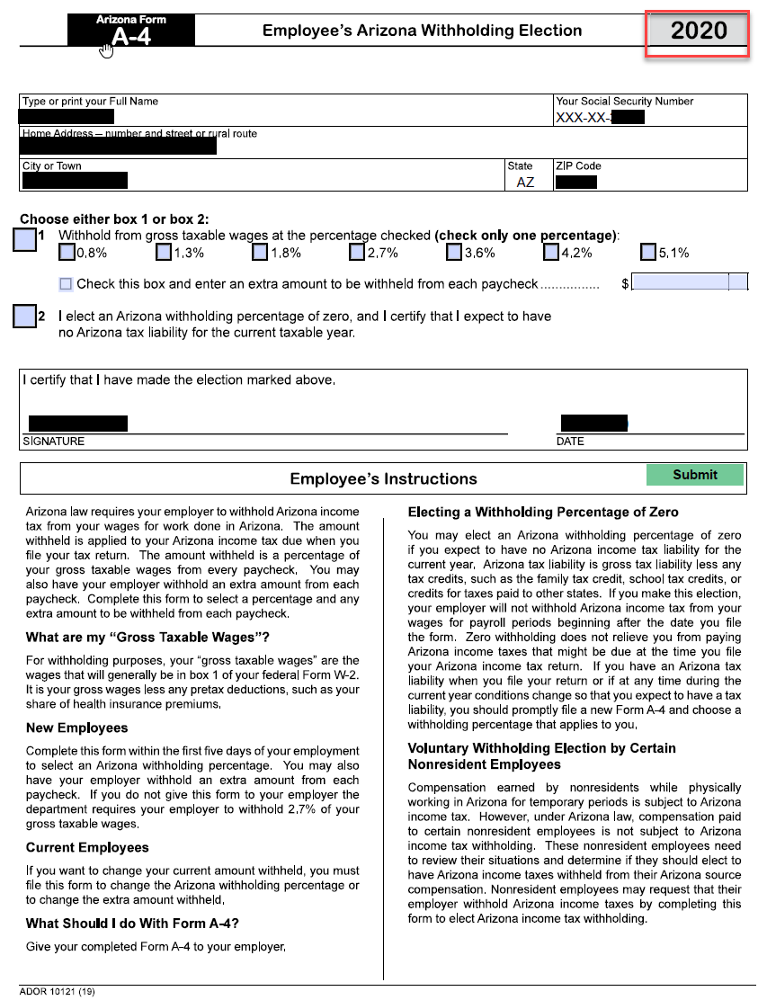 Arizona Form
A-4
Employee's Arizona Withholding Election
2020
Type or print your Full Name
Your Social Security Number
XXX-XX-
Home Address – number and street or rural route
City or Town
State
ZIP Code
AZ
Choose either box 1 or box 2:
1 Withhold from gross taxable wages at the percentage checked (check only one percentage):
0.8% 1.3% 1.8% 2.7% 3.6% 4.2% 5.1%
Check this box and enter an extra amount to be withheld from each paycheck ................ $
2 I elect an Arizona withholding percentage of zero, and I certify that I expect to have
no Arizona tax liability for the current taxable year.
I certify that I have made the election marked above.
SIGNATURE
DATE
Employee's Instructions
Submit
Arizona law requires your employer to withhold Arizona income
tax from your wages for work done in Arizona. The amount
withheld is applied to your Arizona income tax due when you
file your tax return. The amount withheld is a percentage of
your gross taxable wages from every paycheck. You may
also have your employer withhold an extra amount from each
paycheck. Complete this form to select a percentage and any
extra amount to be withheld from each paycheck.
What are my “Gross Taxable Wages”?
For withholding purposes, your “gross taxable wages” are the
wages that will generally be in box 1 of your federal Form W-2.
It is your gross wages less any pretax deductions, such as your
share of health insurance premiums.
New Employees
Complete this form within the first five days of your employment
to select an Arizona withholding percentage. You may also
have your employer withhold an extra amount from each
paycheck. If you do not give this form to your employer the
department requires your employer to withhold 2.7% of your
gross taxable wages.
Current Employees
If you want to change your current amount withheld, you must
file this form to change the Arizona withholding percentage or
to change the extra amount withheld.
What Should I do With Form A-4?
Give your completed Form A-4 to your employer.
Electing a Withholding Percentage of Zero
You may elect an Arizona withholding percentage of zero
if you expect to have no Arizona income tax liability for the
current year. Arizona tax liability is gross tax liability less any
tax credits, such as the family tax credit, school tax credits, or
credits for taxes paid to other states. If you make this election,
your employer will not withhold Arizona income tax from your
wages for payroll periods beginning after the date you file
the form. Zero withholding does not relieve you from paying
Arizona income taxes that might be due at the time you file
your Arizona income tax return. If you have an Arizona tax
liability when you file your return or if at any time during the
current year conditions change so that you expect to have a tax
liability, you should promptly file a new Form A-4 and choose a
withholding percentage that applies to you.
Voluntary Withholding Election by Certain
Nonresident Employees
Compensation earned by nonresidents while physically
working in Arizona for temporary periods is subject to Arizona
income tax. However, under Arizona law, compensation paid
to certain nonresident employees is not subject to Arizona
income tax withholding. These nonresident employees need
to review their situations and determine if they should elect to
have Arizona income taxes withheld from their Arizona source
compensation. Nonresident employees may request that their
employer withhold Arizona income taxes by completing this
form to elect Arizona income tax withholding.
ADOR 10121 (19)